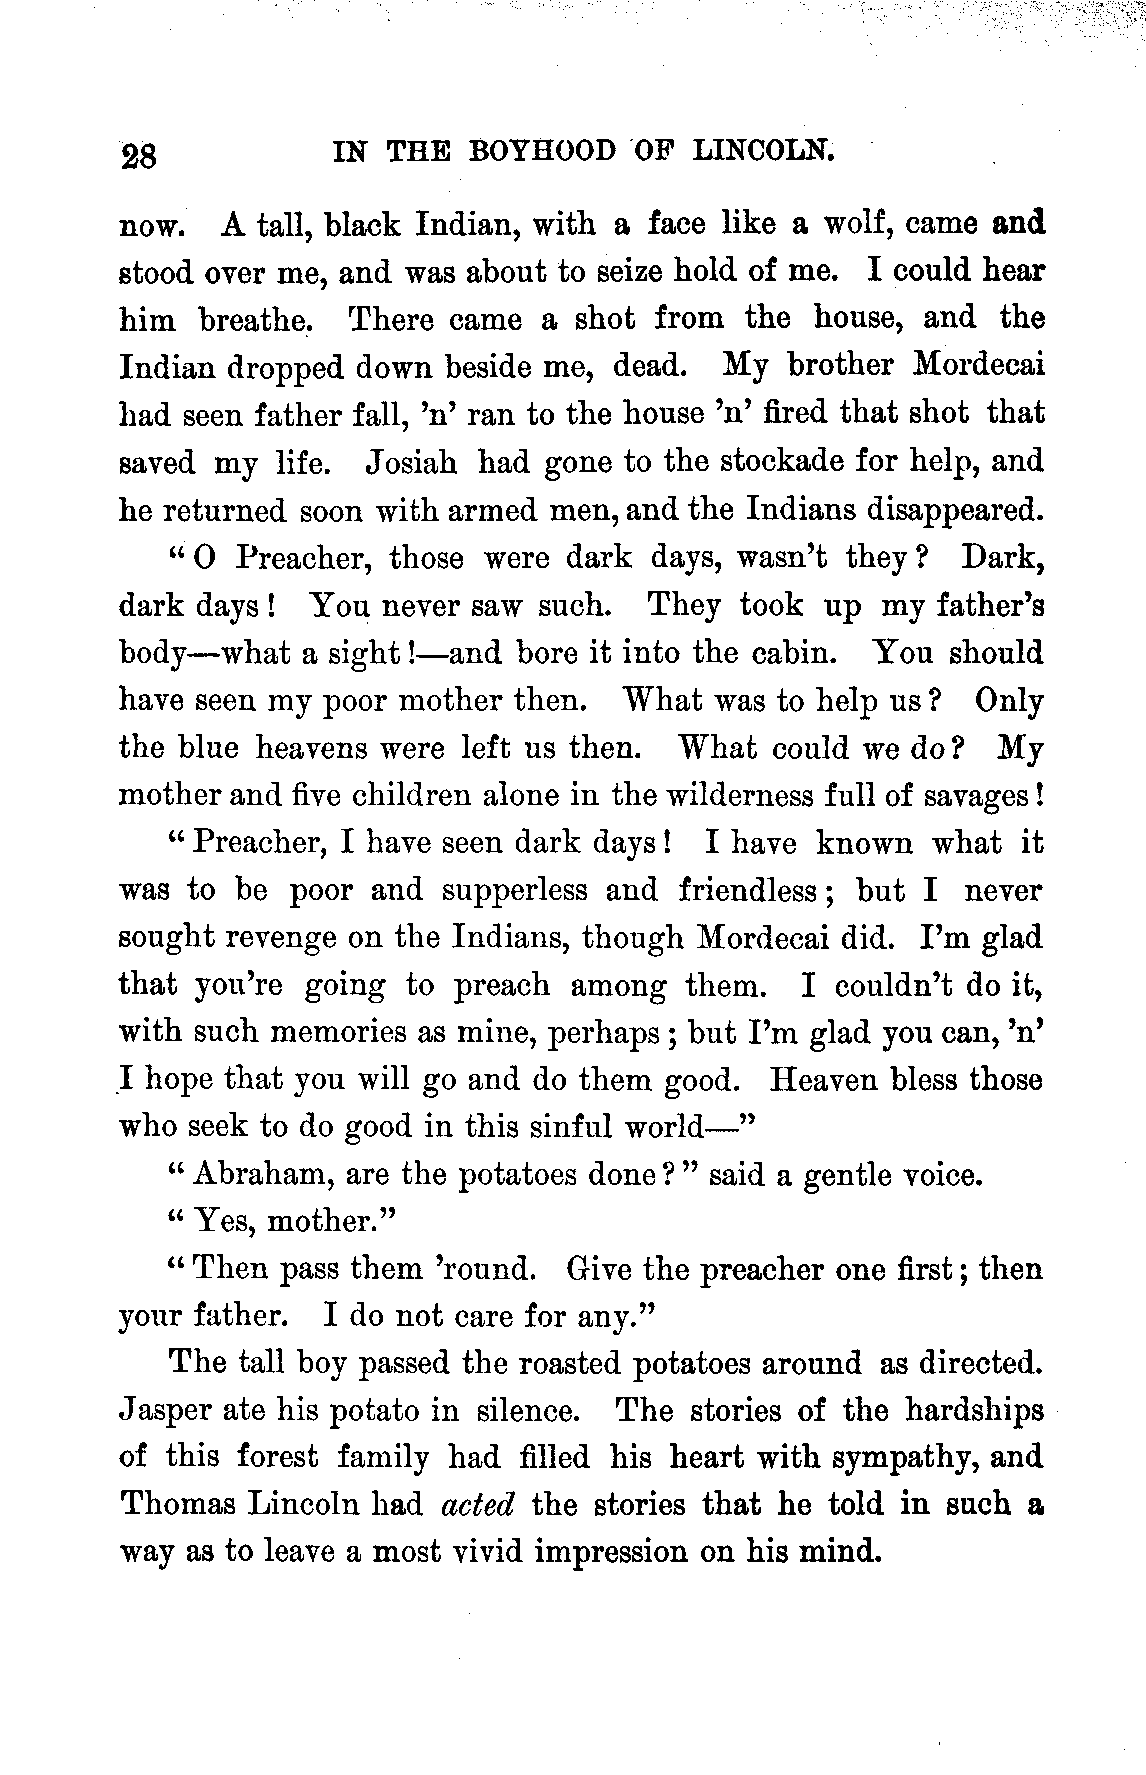 28 IN THE BOYHOOD OF LINCOLN.
now. A tall, black Indian, with a face like a wolf, came and
stood over me, and was about to seize hold of me. I could hear
him breathe. There came a shot from the house, and the
Indian dropped down beside me, dead. My brother Mordecai
had seen father fall, 'n' ran to the house 'n' fired that shot that
saved my life. Josiah had gone to the stockade for help, and
he returned soon with armed men, and the Indians disappeared.
"O Preacher, those were dark days, wasn't they? Dark,
dark days! You never saw such. They took up my father's
body—what a sight!—and bore it into the cabin. You should
have seen my poor mother then. What was to help us? Only
the blue heavens were left us then. What could we do? My
mother and five children alone in the wilderness full of savages!
"Preacher, I have seen dark days! I have known what it
was to be poor and supperless and friendless; but I never
sought revenge on the Indians, though Mordecai did. I'm glad
that you're going to preach among them. I couldn't do it,
with such memories as mine, perhaps; but I'm glad you can, 'n'
I hope that you will go and do them good. Heaven bless those
who seek to do good in this sinful world—"
"Abraham, are the potatoes done?" said a gentle voice.
"Yes, mother."
"Then pass them 'round. Give the preacher one first; then
your father. I do not care for any."
The tall boy passed the roasted potatoes around as directed.
Jasper ate his potato in silence. The stories of the hardships
of this forest family had filled his heart with sympathy, and
Thomas Lincoln had acted the stories that he told in such a
way as to leave a most vivid impression on his mind.